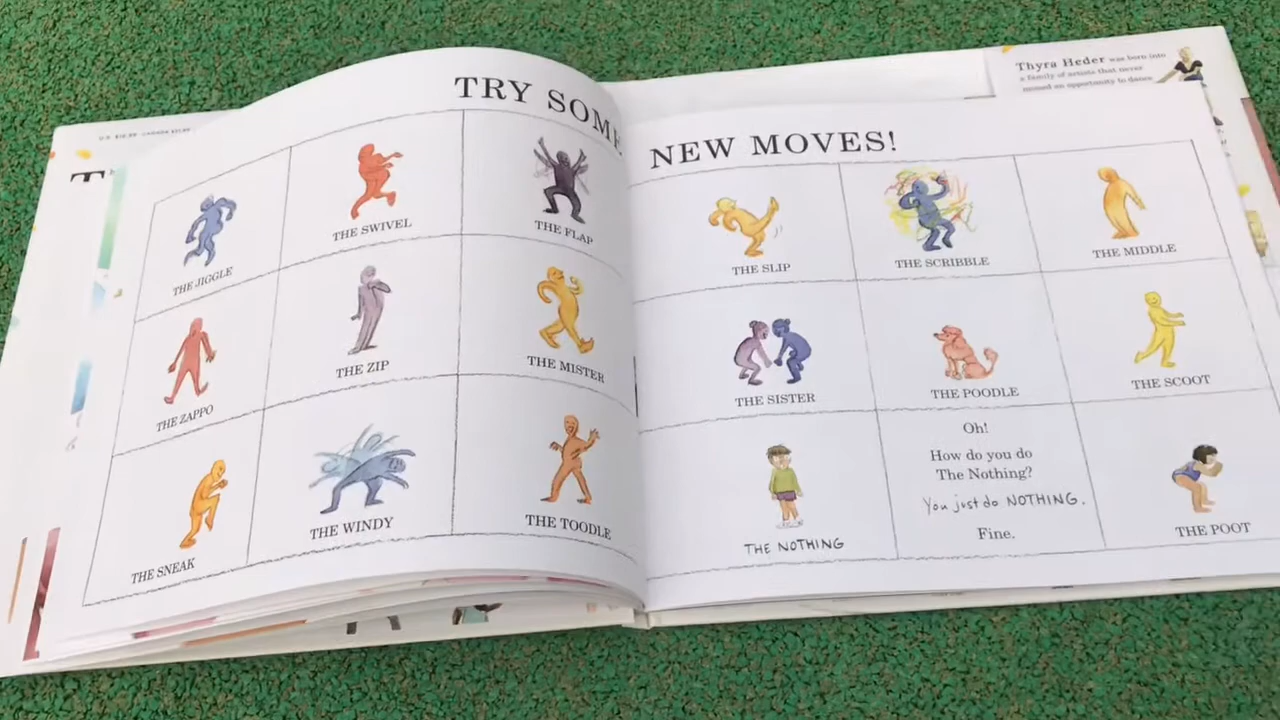 TRY SOME
NEW MOVES!
THE JIGGLE
THE SWIVEL
THE FLAP
THE ZAPPO
THE ZIP
THE MISTER
THE SNEAK
THE WINDY
THE TOODLE
THE SLIP
THE SCRIBBLE
THE MIDDLE
THE SISTER
THE POODLE
THE SCOOT
THE NOTHING
Oh!
How do you do
The Nothing?
You just do NOTHING.
Fine.
THE POOT
Thyra Heder was born into
a family of artists that never
missed an opportunity to dance